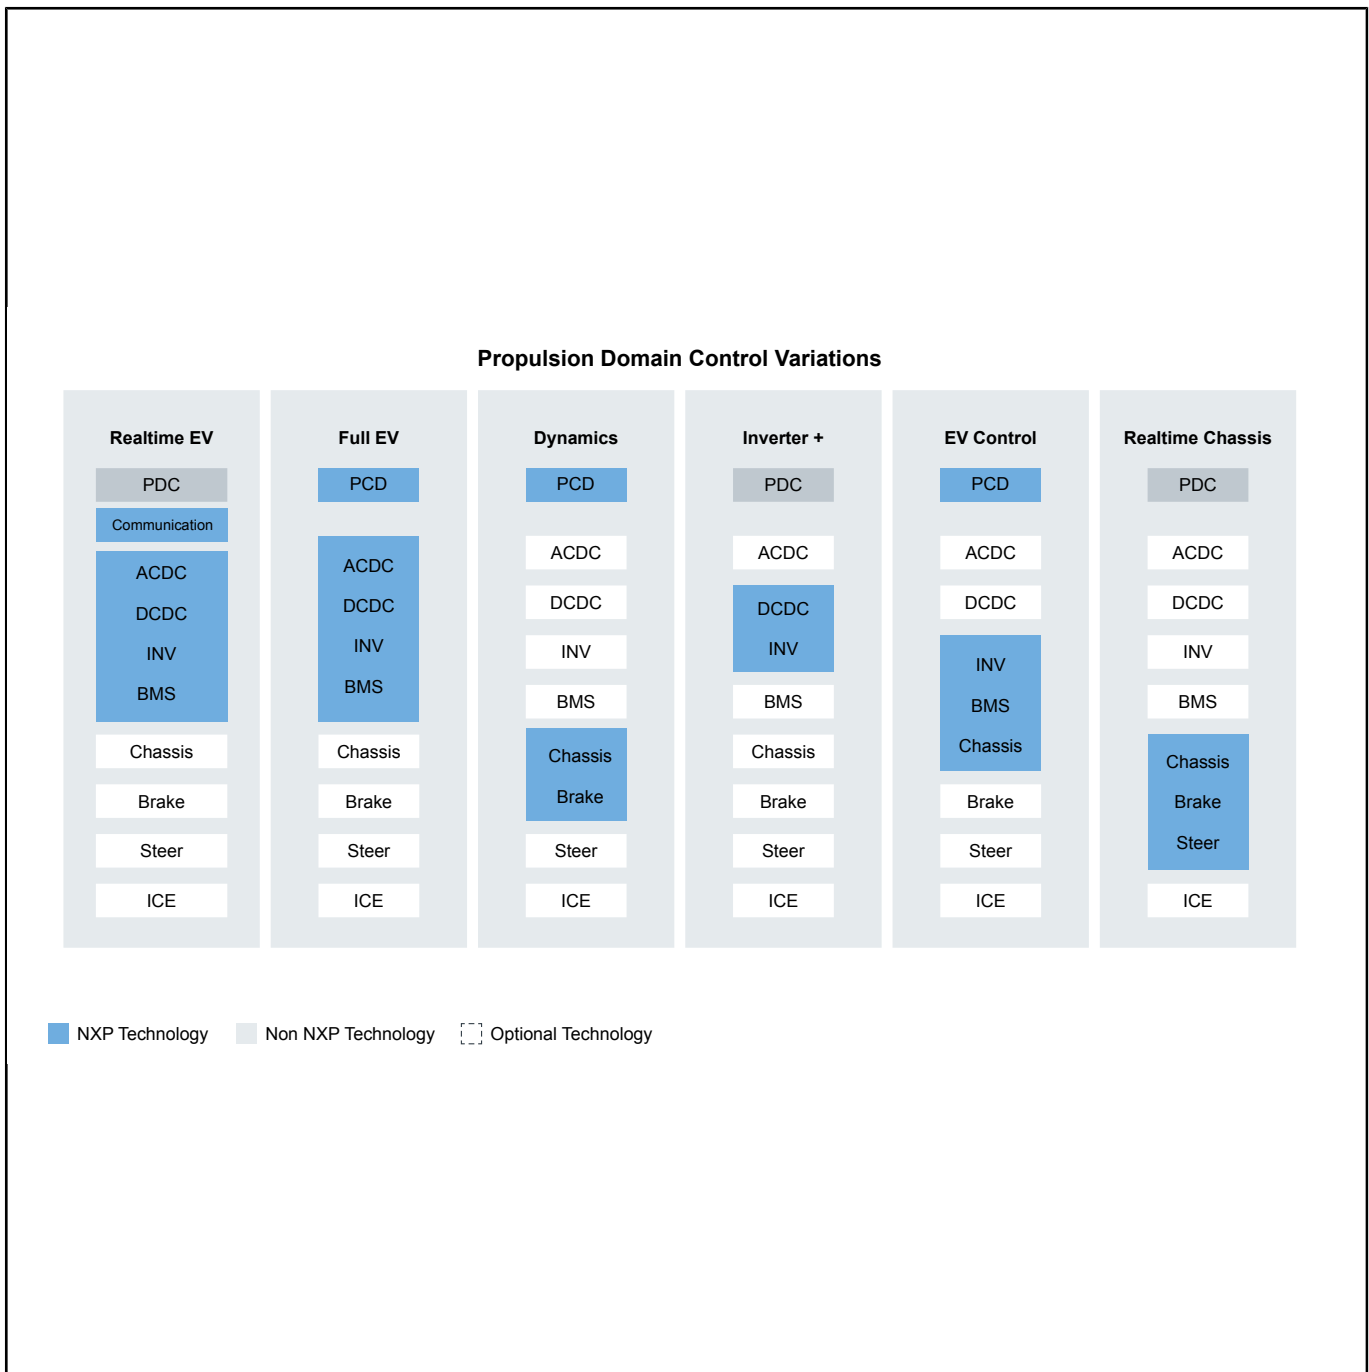 Propulsion Domain Control Variations
Realtime EV
PDC
Communication
ACDC
DCDC
INV
BMS
Chassis
Brake
Steer
ICE
Full EV
PCD
ACDC
DCDC
INV
BMS
Chassis
Brake
Steer
ICE
Dynamics
PCD
ACDC
DCDC
INV
BMS
Chassis
Brake
Steer
ICE
Inverter +
PDC
ACDC
DCDC
INV
BMS
Chassis
Brake
Steer
ICE
EV Control
PCD
ACDC
DCDC
INV
BMS
Chassis
Brake
Steer
ICE
Realtime Chassis
PDC
ACDC
DCDC
INV
BMS
Chassis
Brake
Steer
ICE
NXP Technology
Non NXP Technology
Optional Technology